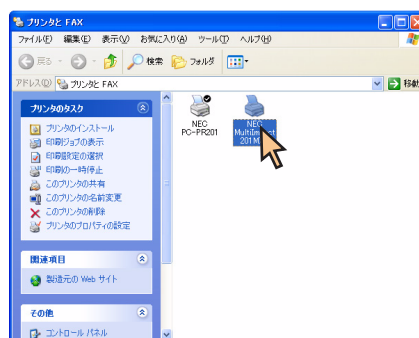 プリンタと FAX
ファイル(F) 編集(E) 表示(V) お気に入り(A) ツール(T) ヘルプ(H)
戻る 検索 フォルダ
アドレス(D) プリンタと FAX 移動
プリンタのタスク
プリンタのインストール
印刷ジョブの表示
印刷設定の選択
印刷の一時停止
このプリンタの共有
このプリンタの名前変更
このプリンタの削除
プリンタのプロパティの設定
関連項目
製造元の Web サイト
その他
コントロール パネル
NEC
PC-PR201
NEC